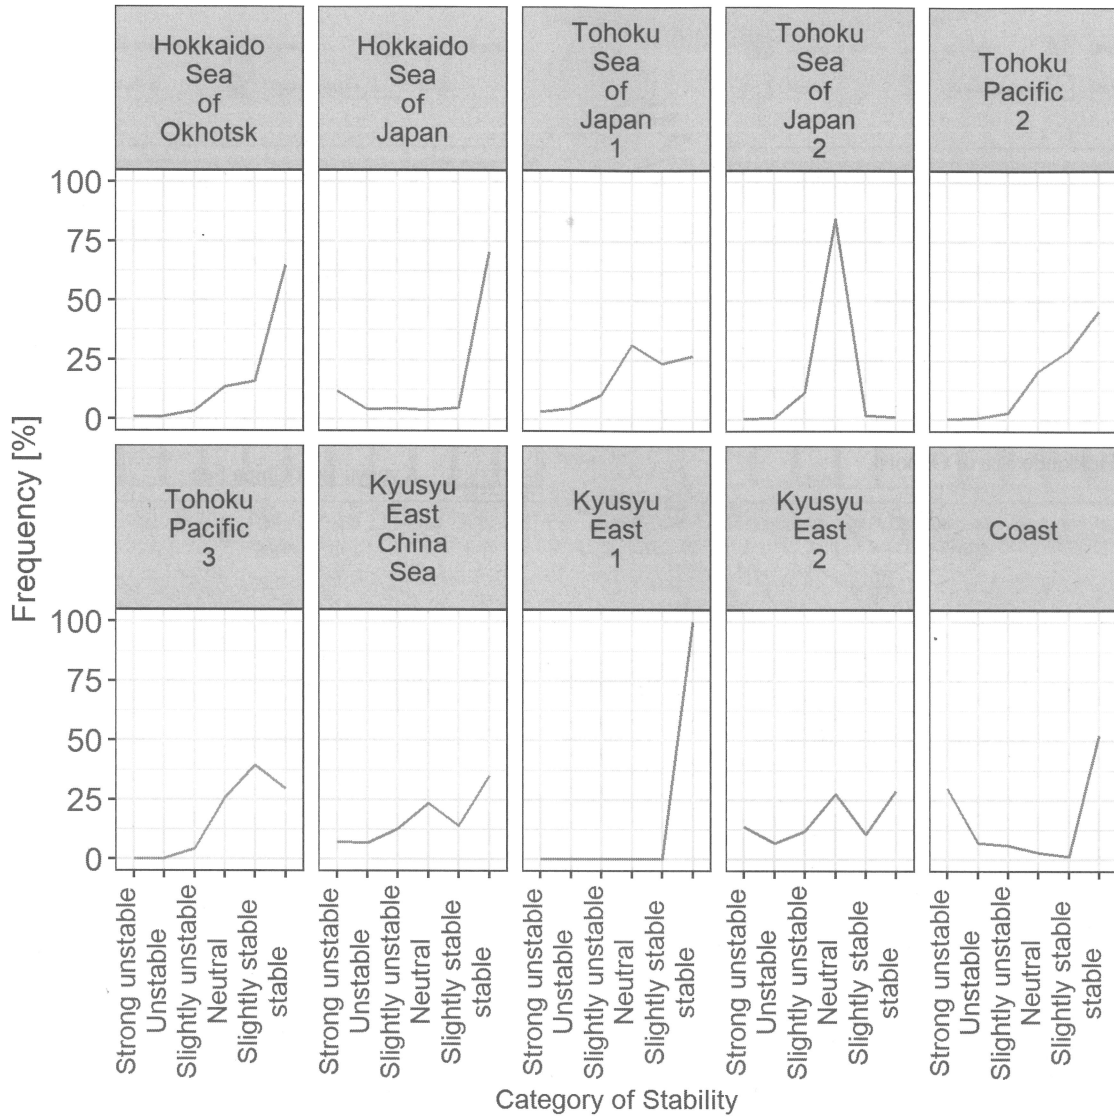 Hokkaido
Sea
of
Okhotsk
Hokkaido
Sea
of
Japan
Tohoku
Sea
of
Japan
1
Tohoku
Sea
of
Japan
2
Tohoku
Pacific
2
100
75
50
25
0
Tohoku
Pacific
3
Kyusyu
East
China
Sea
Kyusyu
East
1
Kyusyu
East
2
Coast
100
75
50
25
0
Frequency [%]
Strong unstable
Unstable
Slightly unstable
Neutral
Slightly stable
stable
Strong unstable
Unstable
Slightly unstable
Neutral
Slightly stable
stable
Strong unstable
Unstable
Slightly unstable
Neutral
Slightly stable
stable
Strong unstable
Unstable
Slightly unstable
Neutral
Slightly stable
stable
Strong unstable
Unstable
Slightly unstable
Neutral
Slightly stable
stable
Category of Stability